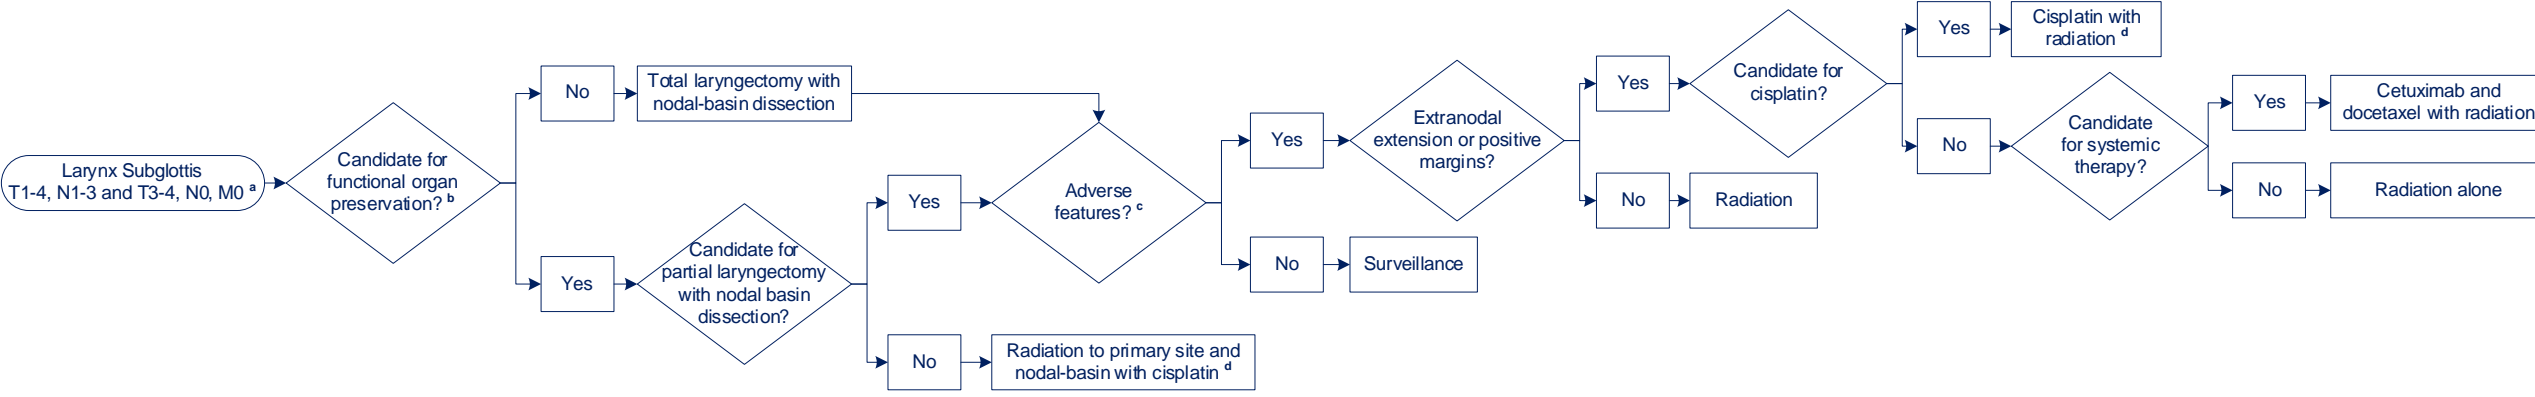 Larynx Subglottis
T1-4, N1-3 and T3-4, N0, M0 a
Candidate for
functional organ
preservation? b
No
Total laryngectomy with
nodal-basin dissection
Yes
Candidate for
partial laryngectomy
with nodal basin
dissection?
Yes
Adverse
features? c
No
Radiation to primary site and
nodal-basin with cisplatin d
Yes
Extranodal
extension or positive
margins?
No
Surveillance
Yes
Candidate for
cisplatin?
No
Radiation
Yes
Cisplatin with
radiation d
No
Candidate
for systemic
therapy?
Yes
Cetuximab and
docetaxel with radiation
No
Radiation alone